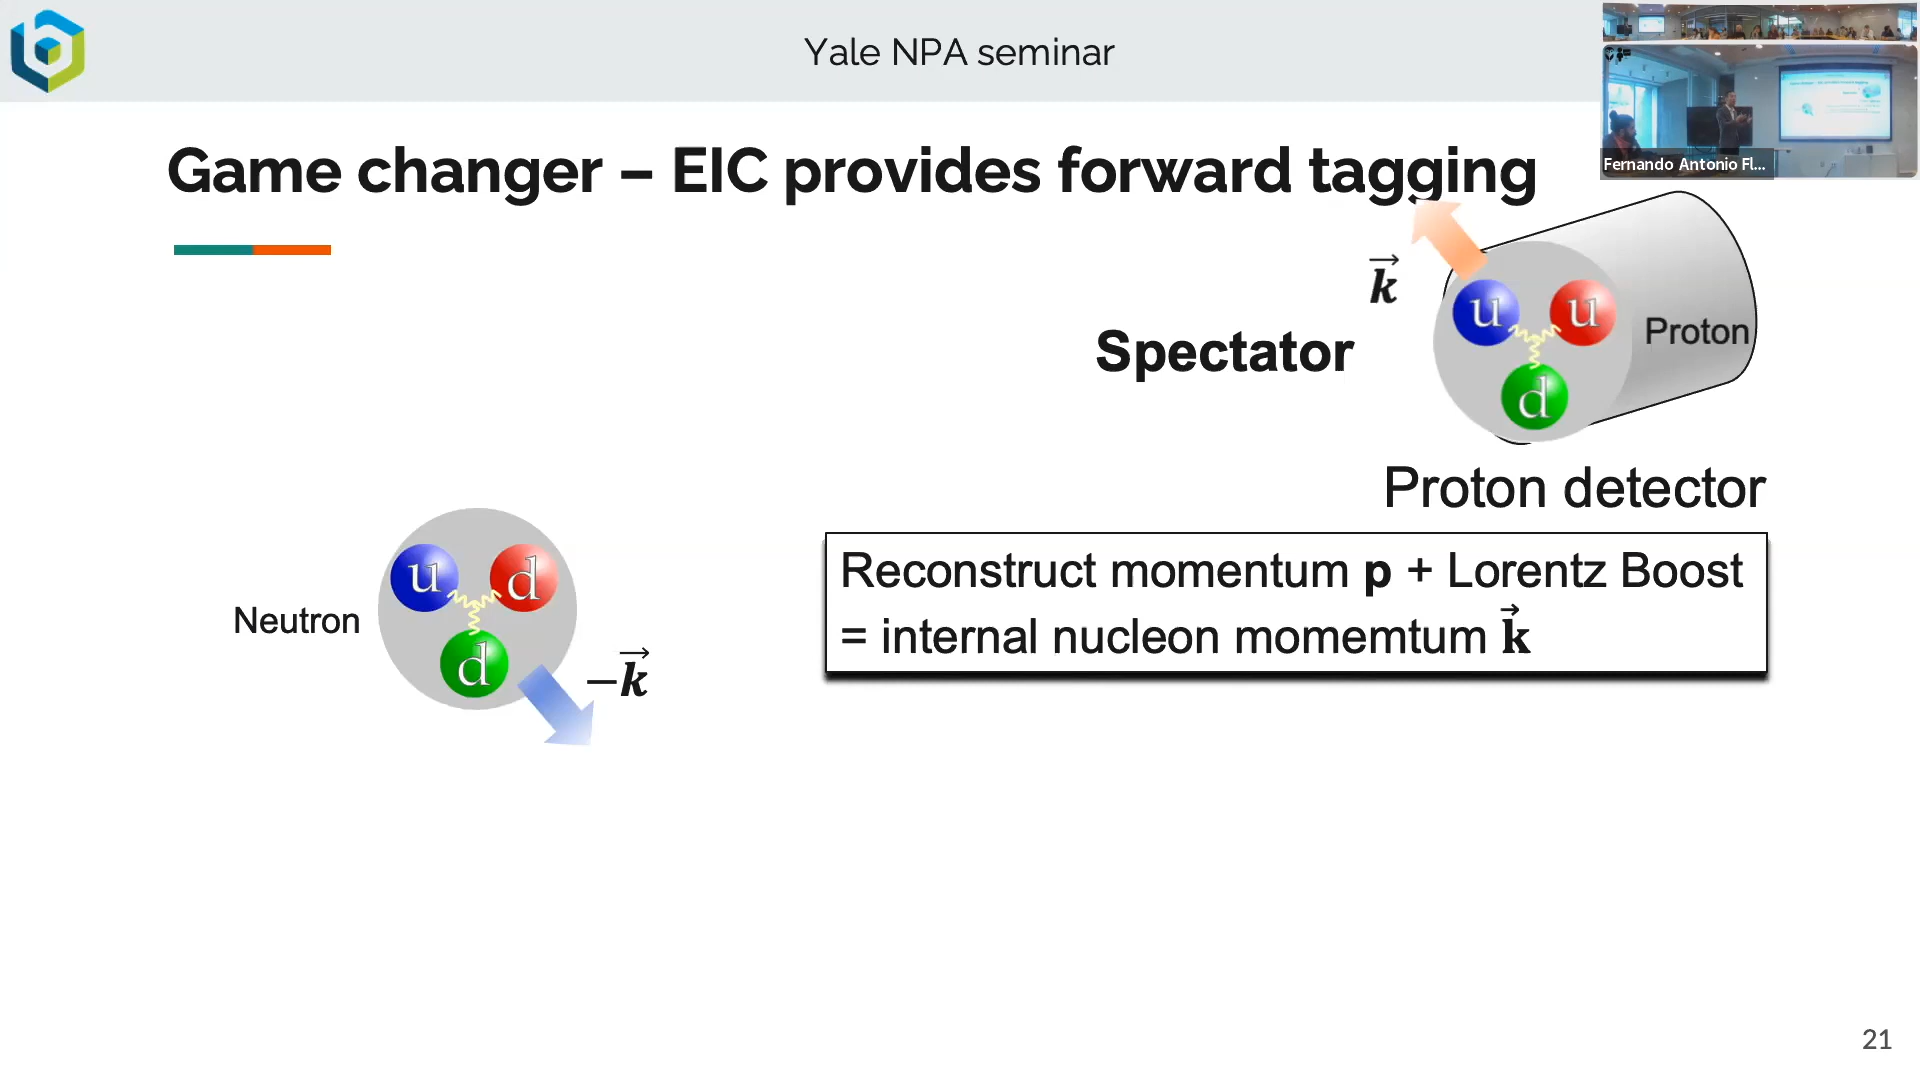 Yale NPA seminar
Fernando Antonio Fl...
Game changer – EIC provides forward tagging
k⃗
u u
Proton
d
Spectator
Proton detector
Reconstruct momentum p + Lorentz Boost
= internal nucleon momemtum k⃗
u d
Neutron
d
–k⃗
21